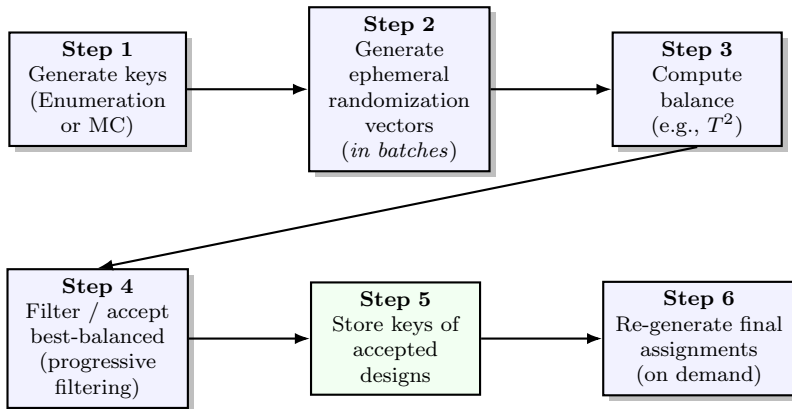 Step 1
Generate keys
(Enumeration
or MC)
Step 2
Generate
ephemeral
randomization
vectors
(in batches)
Step 3
Compute
balance
(e.g., T²)
Step 4
Filter / accept
best-balanced
(progressive
filtering)
Step 5
Store keys of
accepted
designs
Step 6
Re-generate final
assignments
(on demand)